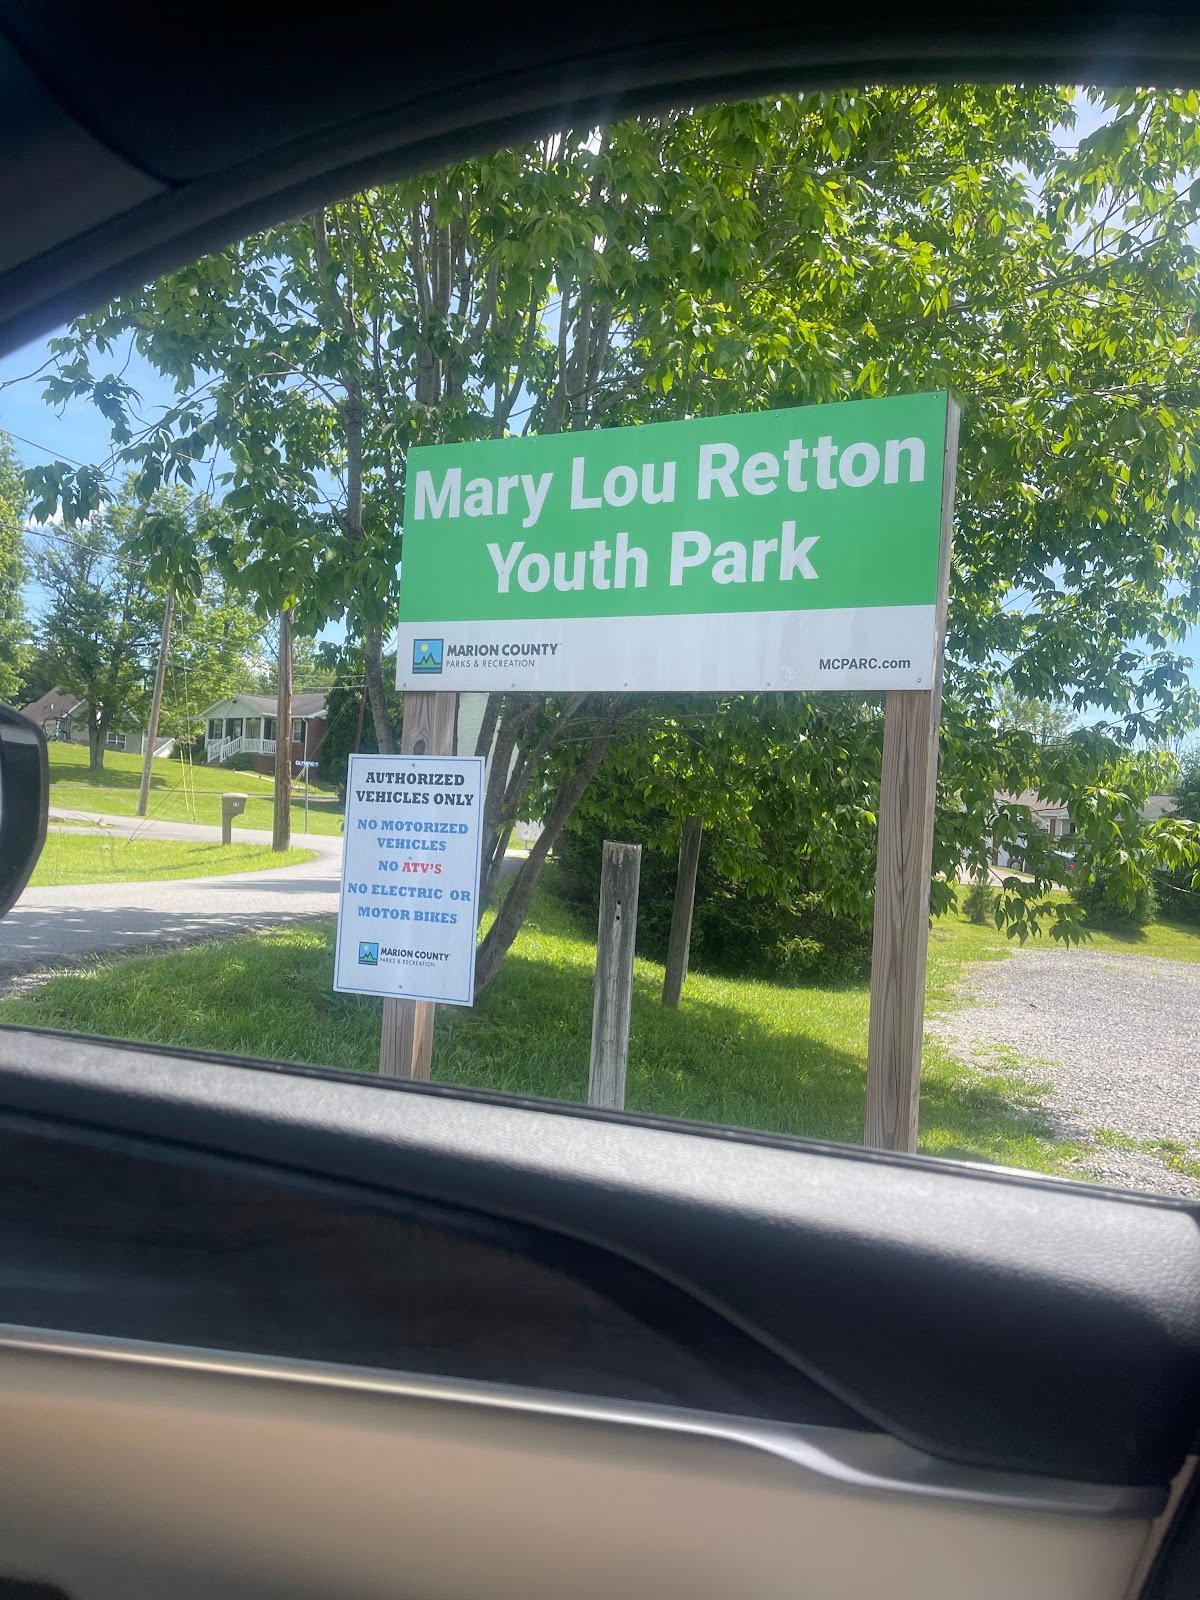 Mary Lou Retton
Youth Park
MARION COUNTY
PARKS & RECREATION
MCPARC.com
AUTHORIZED
VEHICLES ONLY
NO MOTORIZED
VEHICLES
NO ATV'S
NO ELECTRIC OR
MOTOR BIKES
MARION COUNTY
PARKS & RECREATION